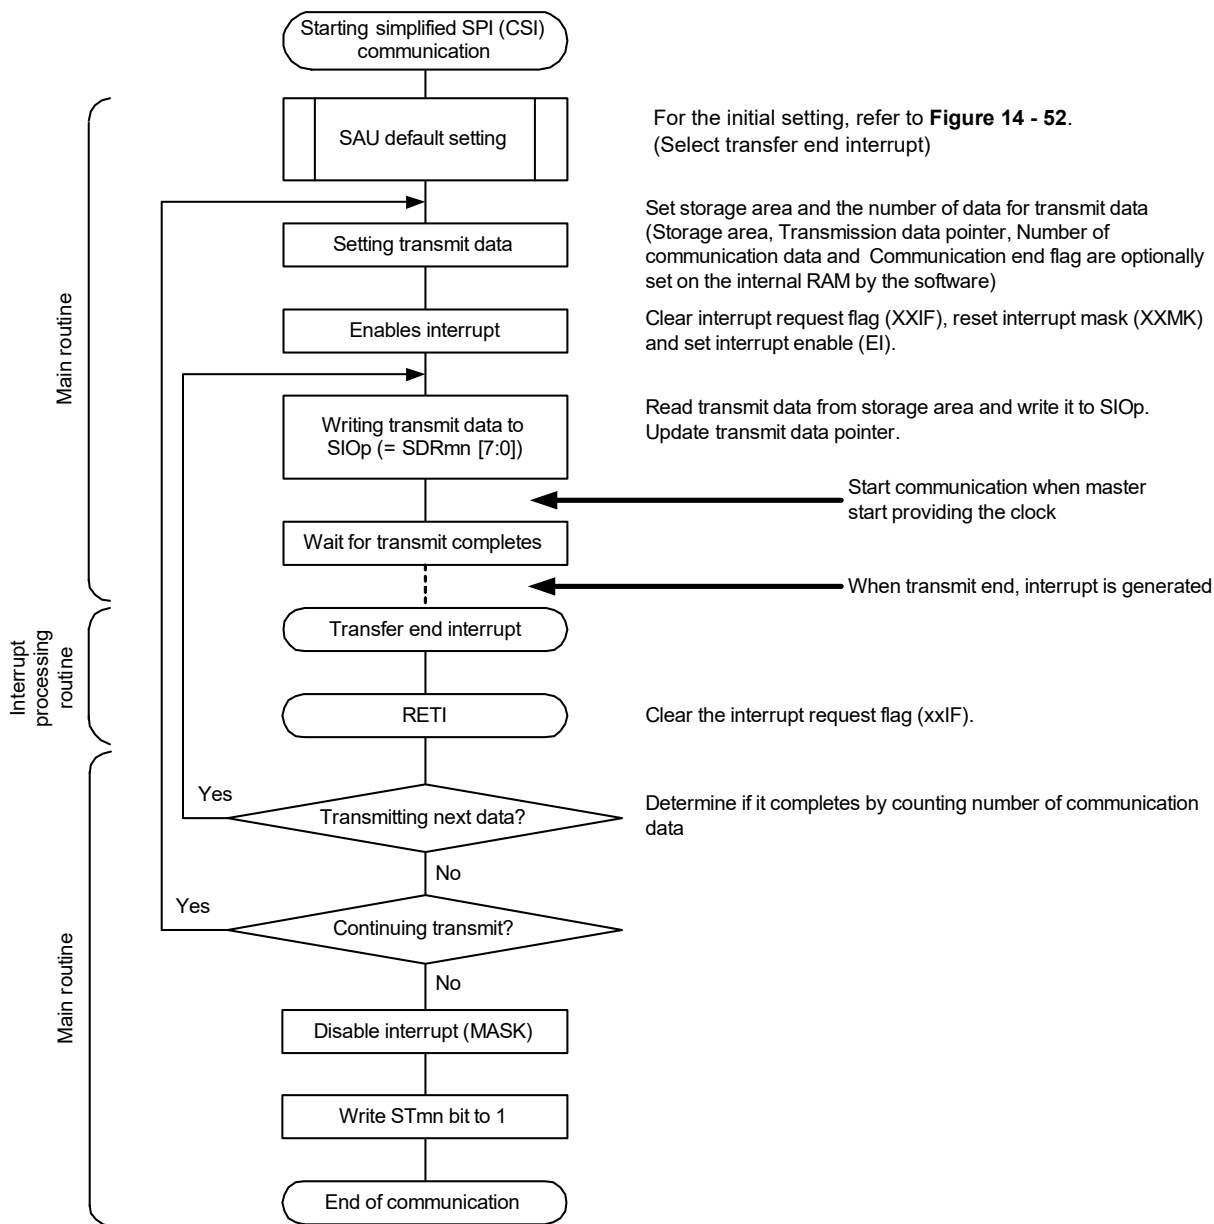 Starting simplified SPI (CSI)
communication
SAU default setting
For the initial setting, refer to Figure 14 - 52.
(Select transfer end interrupt)
Setting transmit data
Set storage area and the number of data for transmit data
(Storage area, Transmission data pointer, Number of
communication data and Communication end flag are optionally
set on the internal RAM by the software)
Main routine
Enables interrupt
Clear interrupt request flag (XXIF), reset interrupt mask (XXMK)
and set interrupt enable (EI).
Writing transmit data to
SIOp (= SDRmn [7:0])
Read transmit data from storage area and write it to SIOp.
Update transmit data pointer.
Start communication when master
start providing the clock
Wait for transmit completes
When transmit end, interrupt is generated
Interrupt
processing
routine
Transfer end interrupt
RETI
Clear the interrupt request flag (xxIF).
Yes
Transmitting next data?
Determine if it completes by counting number of communication
data
No
Yes
Continuing transmit?
No
Main routine
Disable interrupt (MASK)
Write STmn bit to 1
End of communication